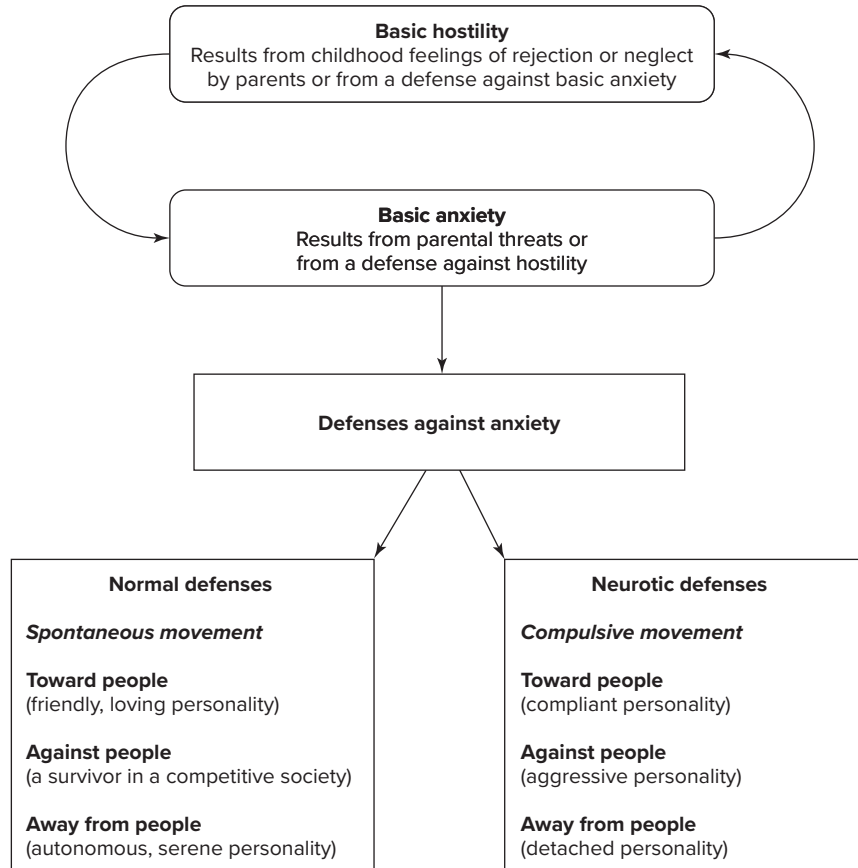 Basic hostility
Results from childhood feelings of rejection or neglect
by parents or from a defense against basic anxiety
Basic anxiety
Results from parental threats or
from a defense against hostility
Defenses against anxiety
Normal defenses
Spontaneous movement
Toward people
(friendly, loving personality)
Against people
(a survivor in a competitive society)
Away from people
(autonomous, serene personality)
Neurotic defenses
Compulsive movement
Toward people
(compliant personality)
Against people
(aggressive personality)
Away from people
(detached personality)